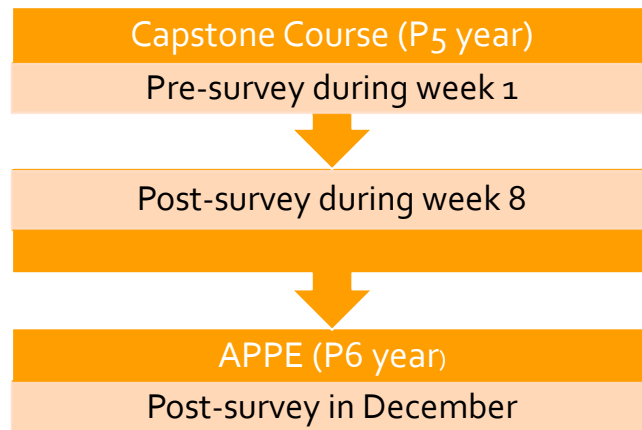 Capstone Course (P5 year)
Pre-survey during week 1
Post-survey during week 8
APPE (P6 year)
Post-survey in December